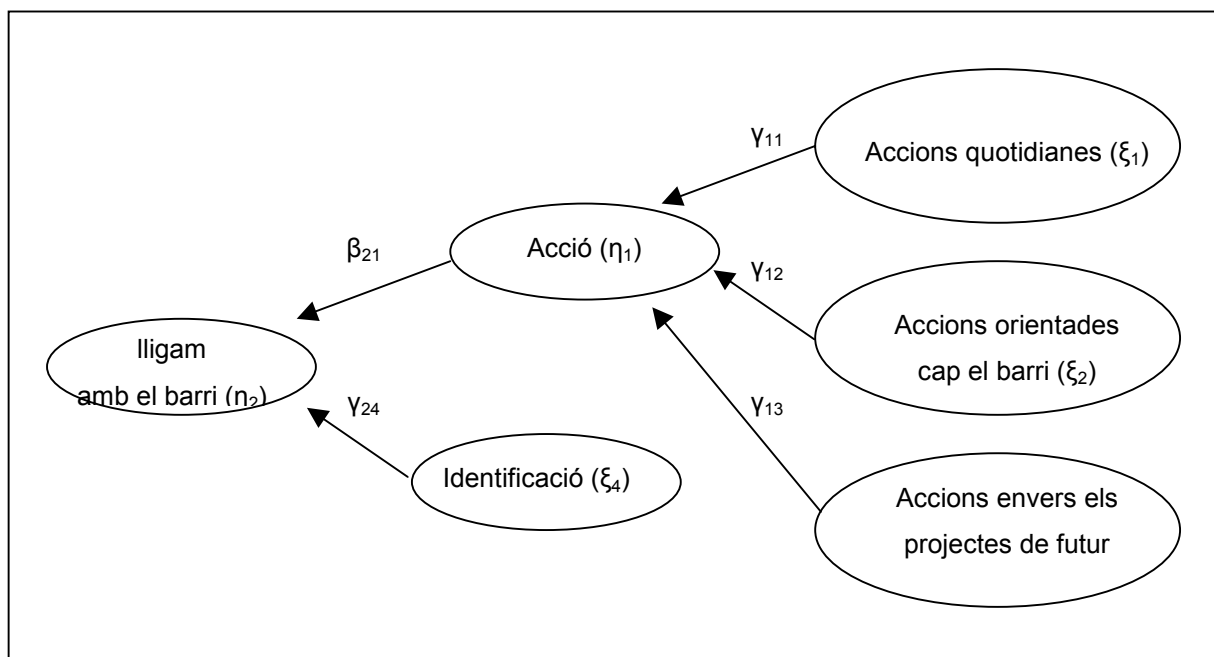 γ₁₁
Accions quotidianes (ξ₁)
β₂₁
Acció (η₁)
γ₁₂
Accions orientades
cap el barri (ξ₂)
lligam
amb el barri (η₂)
γ₂₄
γ₁₃
Identificació (ξ₄)
Accions envers els
projectes de futur